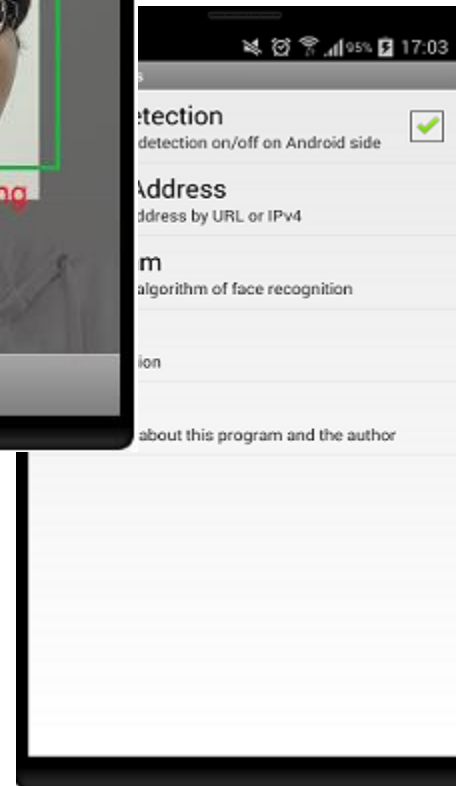 95% 17:03
s
etection
detection on/off on Android side
Address
ddress by URL or IPv4
ng
m
algorithm of face recognition
ion
about this program and the author